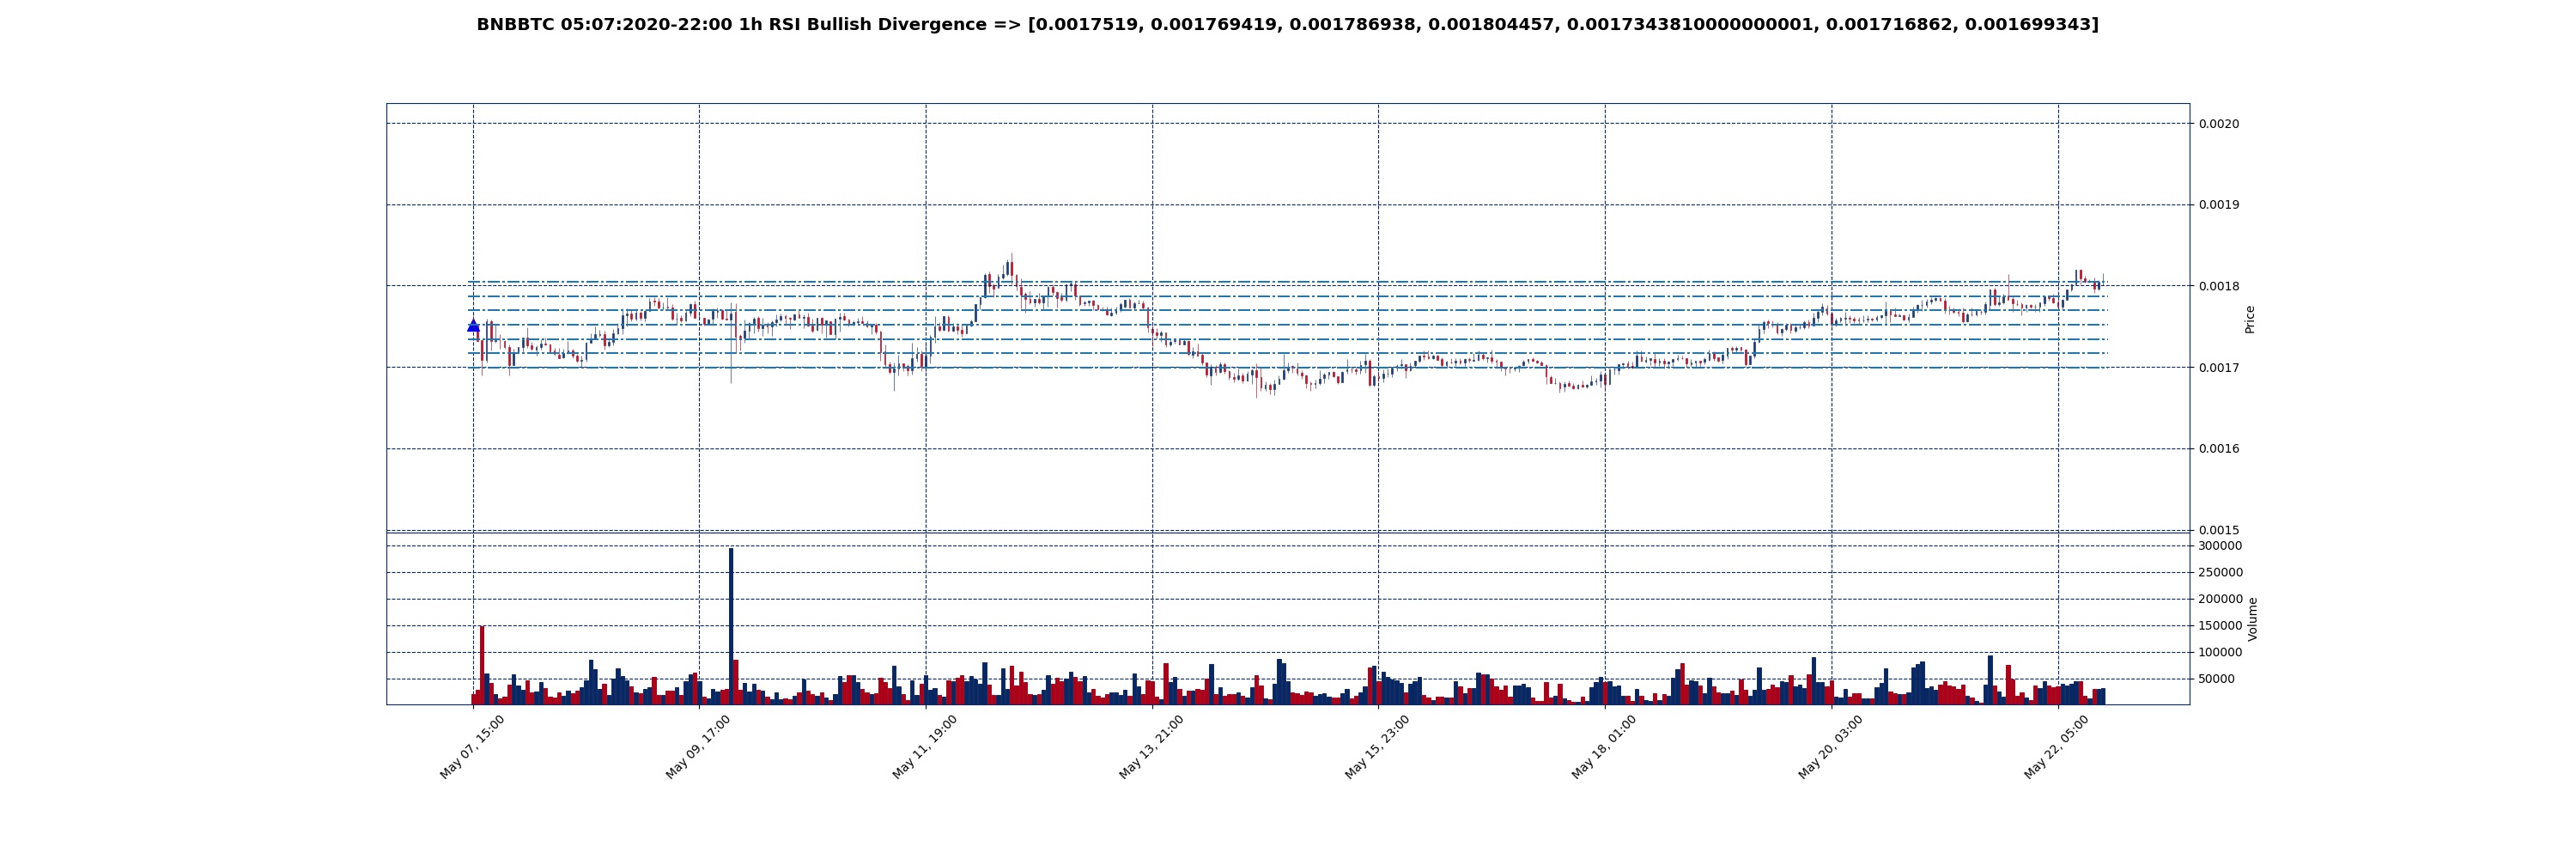 BNBBTC 05:07:2020-22:00 1h RSI Bullish Divergence => [0.0017519, 0.001769419, 0.001786938, 0.001804457, 0.0017343810000000001, 0.001716862, 0.001699343]
0.0020
0.0019
0.0018
Price
0.0017
0.0016
0.0015
300000
250000
200000
Volume
150000
100000
50000
May 07, 15:00
May 09, 17:00
May 11, 19:00
May 13, 21:00
May 15, 23:00
May 18, 01:00
May 20, 03:00
May 22, 05:00